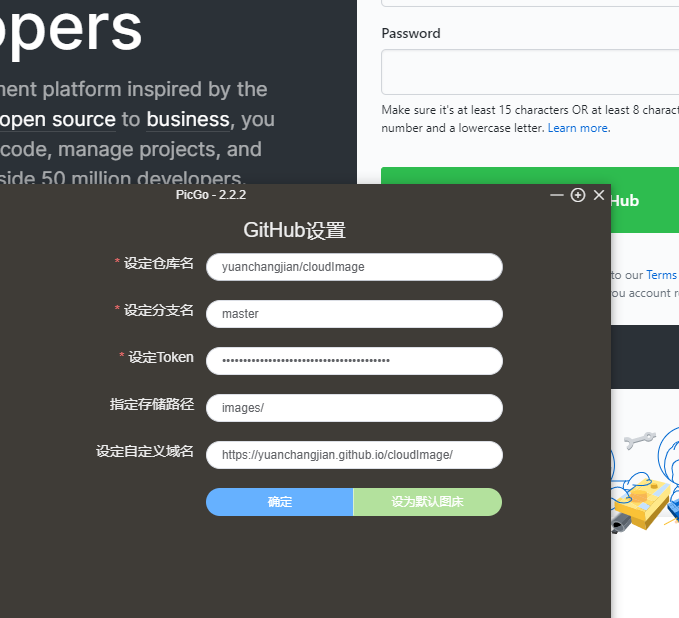 opers
ment platform inspired by the
open source to business, you
code, manage projects, and
side 50 million developers.
Password
Make sure it's at least 15 characters OR at least 8 charact
number and a lowercase letter. Learn more.
Hub
to our Terms
you account r
PicGo - 2.2.2
GitHub设置
* 设定仓库名
yuanchangjian/cloudImage
* 设定分支名
master
* 设定Token
指定存储路径
images/
设定自定义域名
https://yuanchangjian.github.io/cloudImage/
确定
设为默认图床